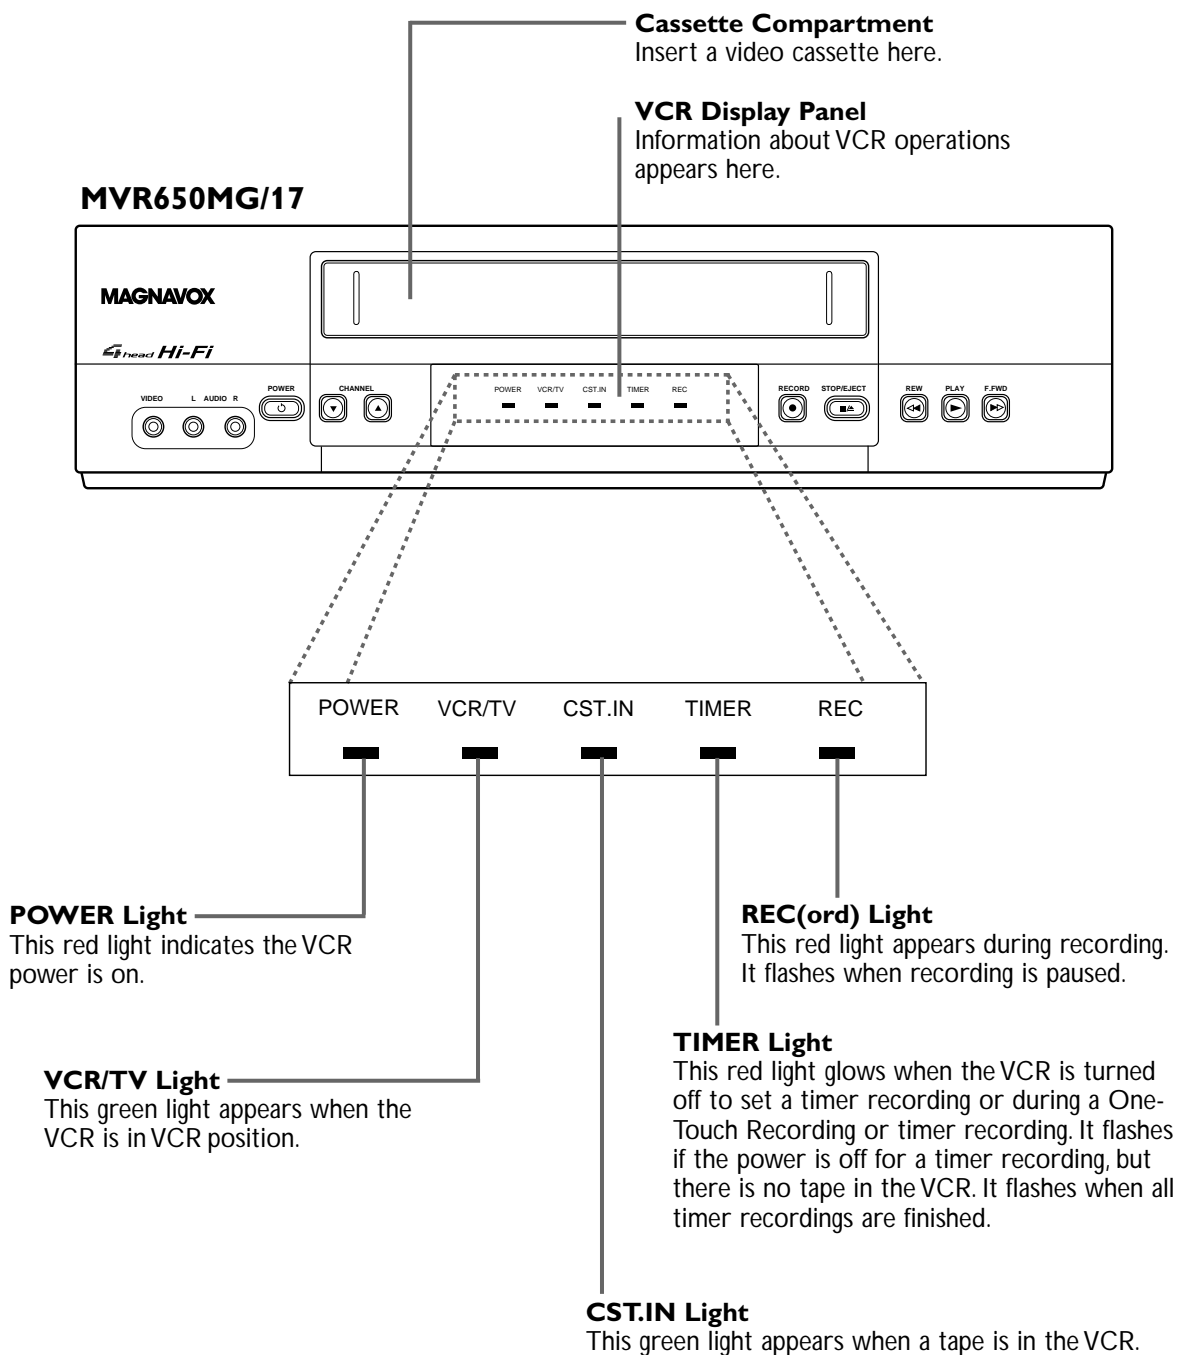 Cassette Compartment
Insert a video cassette here.
VCR Display Panel
Information about VCR operations
appears here.
MVR650MG/17
MAGNAVOX
4 head Hi-Fi
VIDEO L AUDIO R
POWER
CHANNEL
POWER VCR/TV CST.IN TIMER REC
RECORD STOP/EJECT REW PLAY F.FWD
POWER VCR/TV CST.IN TIMER REC
POWER Light
This red light indicates the VCR
power is on.
REC(ord) Light
This red light appears during recording.
It flashes when recording is paused.
VCR/TV Light
This green light appears when the
VCR is in VCR position.
TIMER Light
This red light glows when the VCR is turned
off to set a timer recording or during a One-
Touch Recording or timer recording. It flashes
if the power is off for a timer recording, but
there is no tape in the VCR. It flashes when all
timer recordings are finished.
CST.IN Light
This green light appears when a tape is in the VCR.